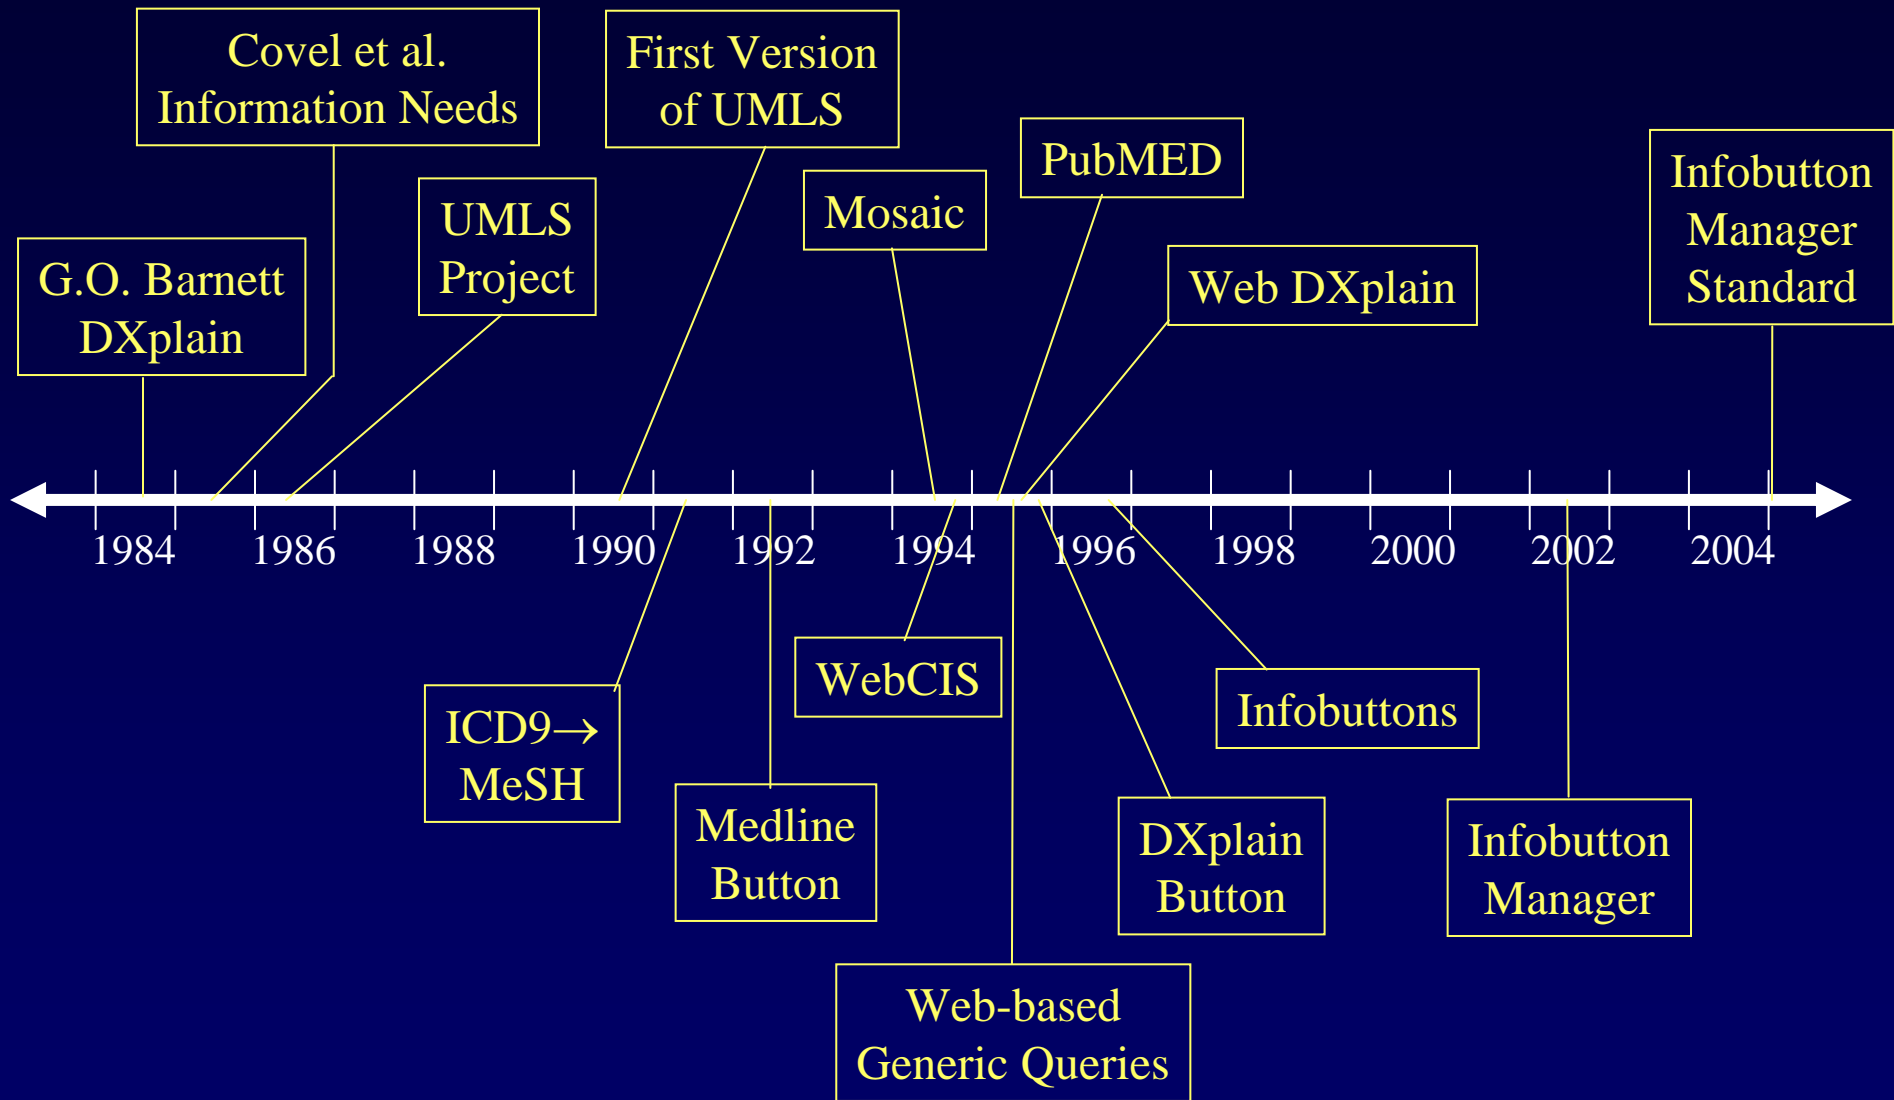 Covel et al.
Information Needs
First Version
of UMLS
PubMED
Infobutton
Manager
Standard
Mosaic
UMLS
Project
G.O. Barnett
DXplain
Web DXplain
1984
1986
1988
1990
1992
1994
1996
1998
2000
2002
2004
WebCIS
Infobuttons
ICD9→
MeSH
Medline
Button
DXplain
Button
Infobutton
Manager
Web-based
Generic Queries